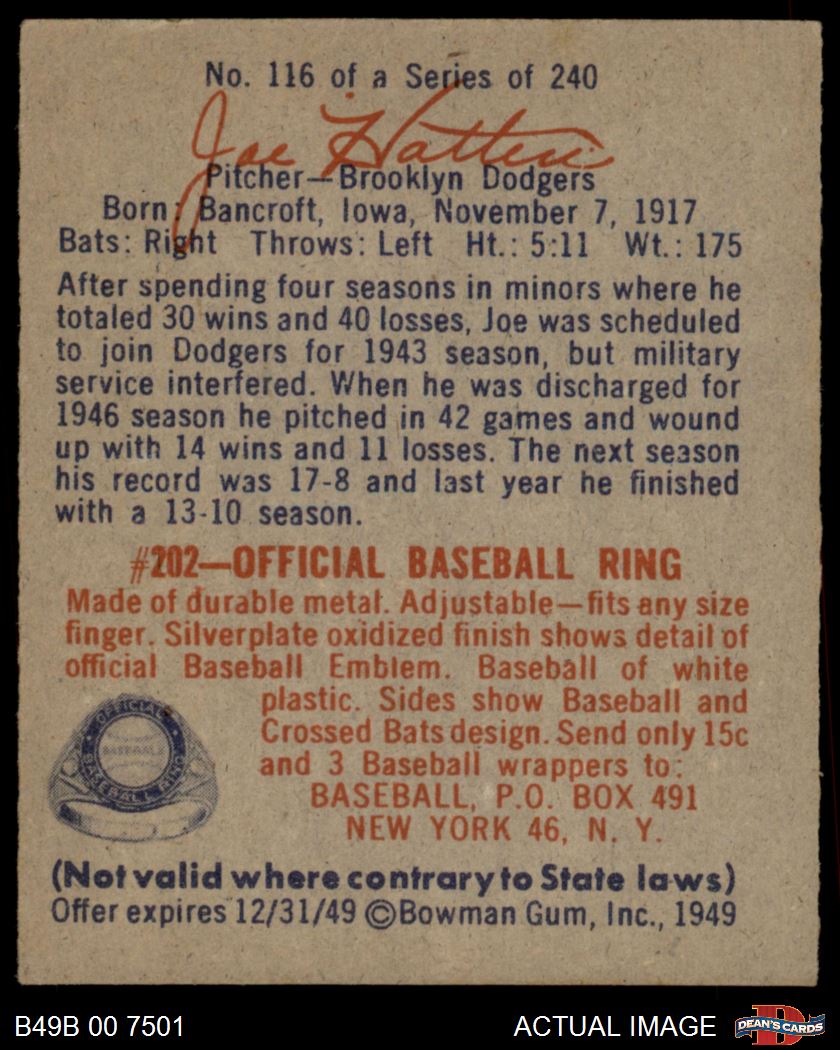 No. 116 of a Series of 240
Joe Hatten
Pitcher—Brooklyn Dodgers
Born: Bancroft, Iowa, November 7, 1917
Bats: Right Throws: Left Ht.: 5:11 Wt.: 175
After spending four seasons in minors where he
totaled 30 wins and 40 losses, Joe was scheduled
to join Dodgers for 1943 season, but military
service interfered. When he was discharged for
1946 season he pitched in 42 games and wound
up with 14 wins and 11 losses. The next season
his record was 17-8 and last year he finished
with a 13-10 season.
#202—OFFICIAL BASEBALL RING
Made of durable metal. Adjustable—fits any size
finger. Silverplate oxidized finish shows detail of
official Baseball Emblem. Baseball of white
plastic. Sides show Baseball and
Crossed Bats design. Send only 15c
and 3 Baseball wrappers to:
BASEBALL, P.O. BOX 491
NEW YORK 46, N. Y.
OFFICIAL
BASEBALL
BASEBALL RING
(Not valid where contrary to State laws)
Offer expires 12/31/49 ©Bowman Gum, Inc., 1949
B49B 00 7501
ACTUAL IMAGE
D
DEAN'S CARDS